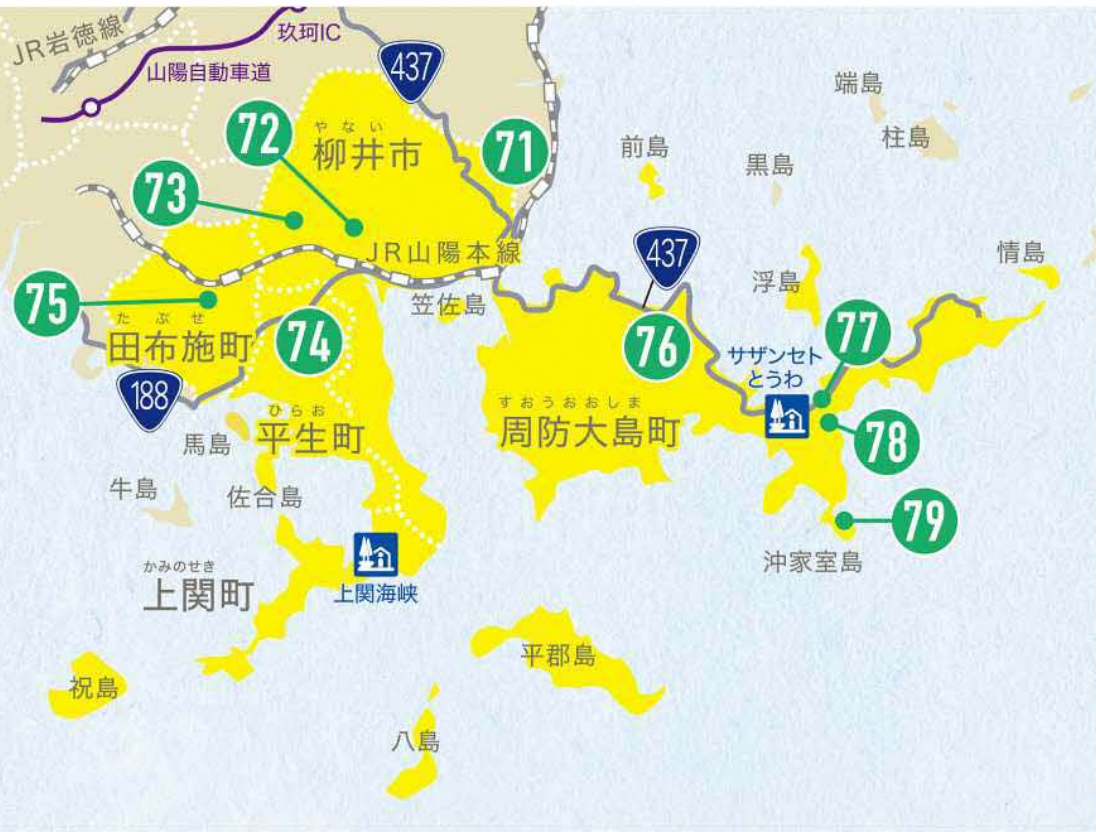 JR岩徳線
玖珂IC
山陽自動車道
437
端島
柱島
72
やない
柳井市
71
前島
黒島
73
JR山陽本線
437
情島
浮島
75
笠佐島
たぶせ
田布施町
74
76
77
サザンセト
とうわ
188
ひらお
平生町
すおうおおしま
周防大島町
78
馬島
牛島
佐合島
79
沖家室島
かみのせき
上関町
上関海峡
平郡島
祝島
八島